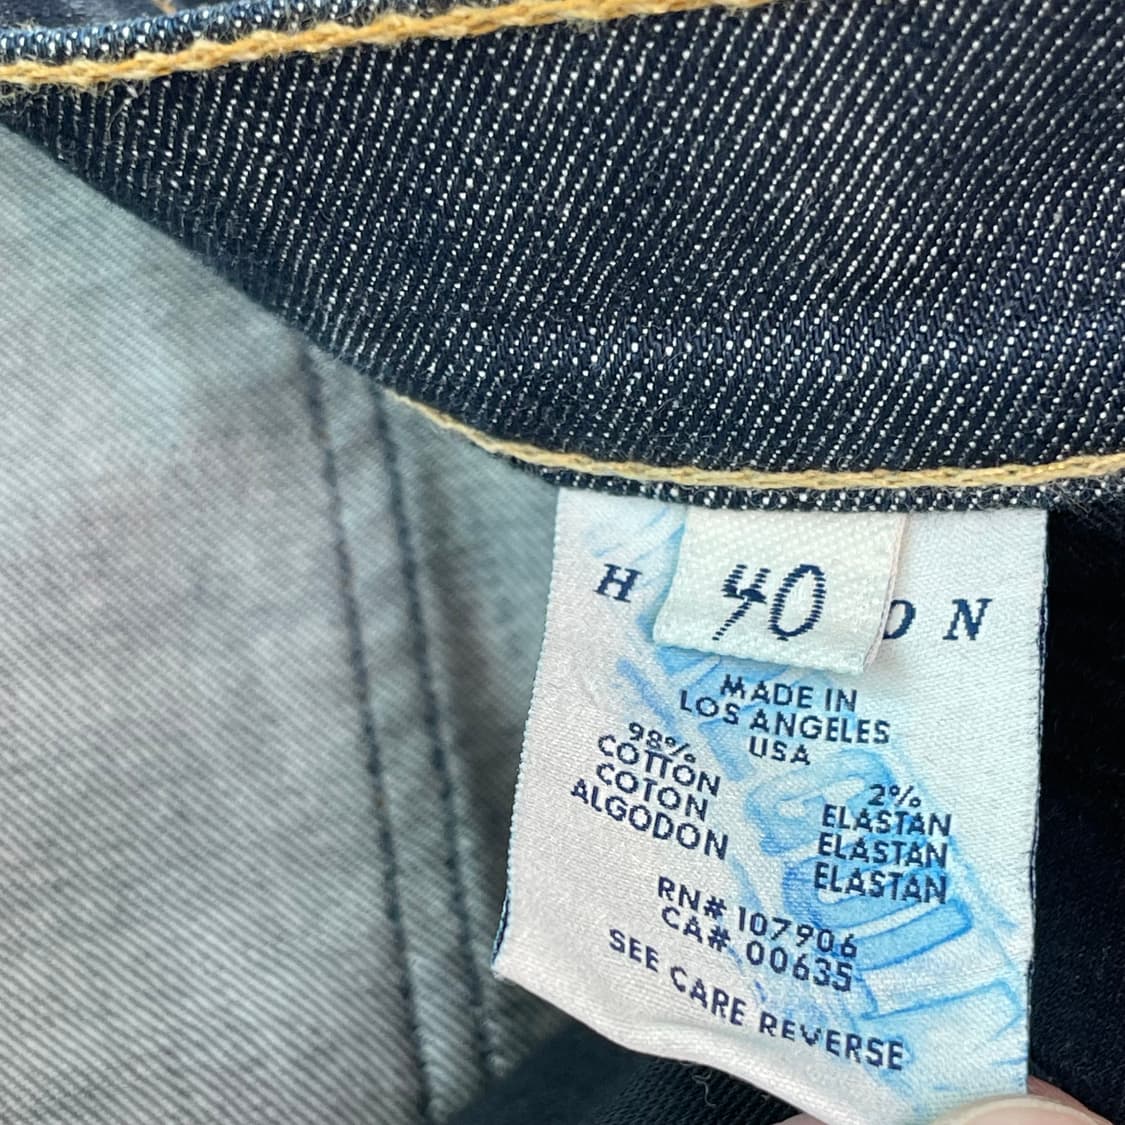 H ON
40
MADE IN
LOS ANGELES
USA
98%
COTTON
COTON
ALGODON
2%
ELASTAN
ELASTAN
ELASTAN
RN# 107906
CA# 00635
SEE CARE REVERSE